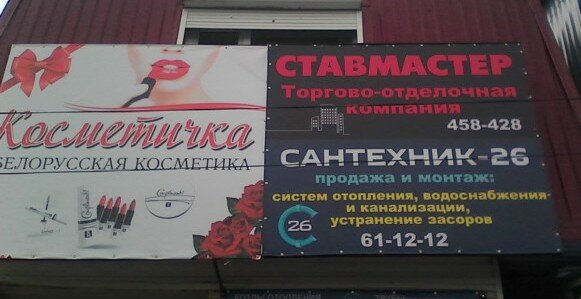 Косметичка
БЕЛОРУССКАЯ КОСМЕТИКА
СТАВМАСТЕР
Торгово-отделочная
компания
458-428
САНТЕХНИК-26
продажа и монтаж:
систем отопления, водоснабжения
и канализации,
устранение засоров
26
61-12-12